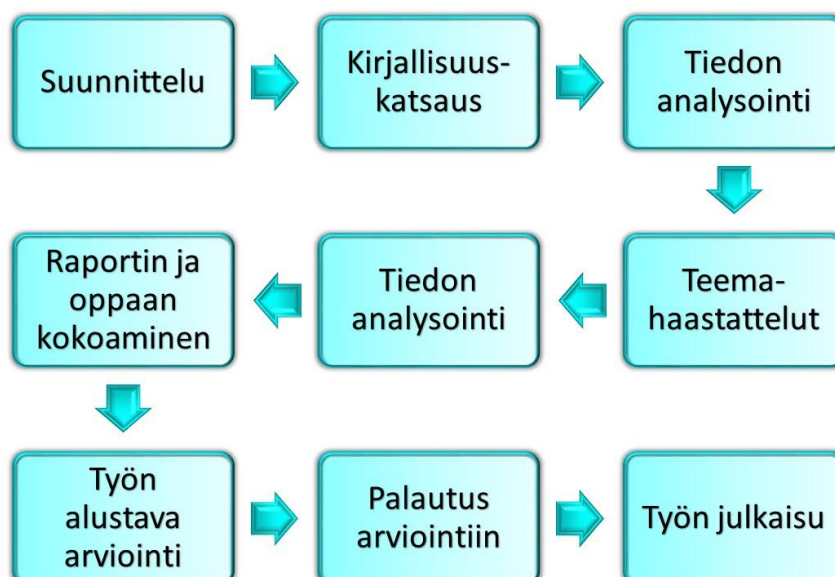 Suunnittelu
Kirjallisuus-
katsaus
Tiedon
analysointi
Teema-
haastattelut
Tiedon
analysointi
Raportin ja
oppaan
kokoaminen
Työn
alustava
arviointi
Palautus
arviointiin
Työn julkaisu